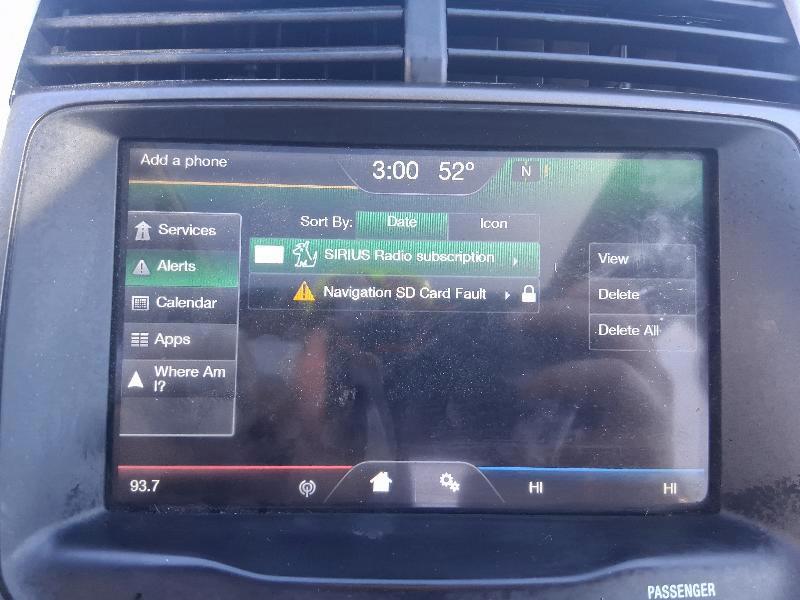 Add a phone
3:00 52° N
Sort By: Date Icon
Services
Alerts
Calendar
Apps
Where Am
I?
SIRIUS Radio subscription
Navigation SD Card Fault
View
Delete
Delete All
93.7
HI HI
PASSENGER